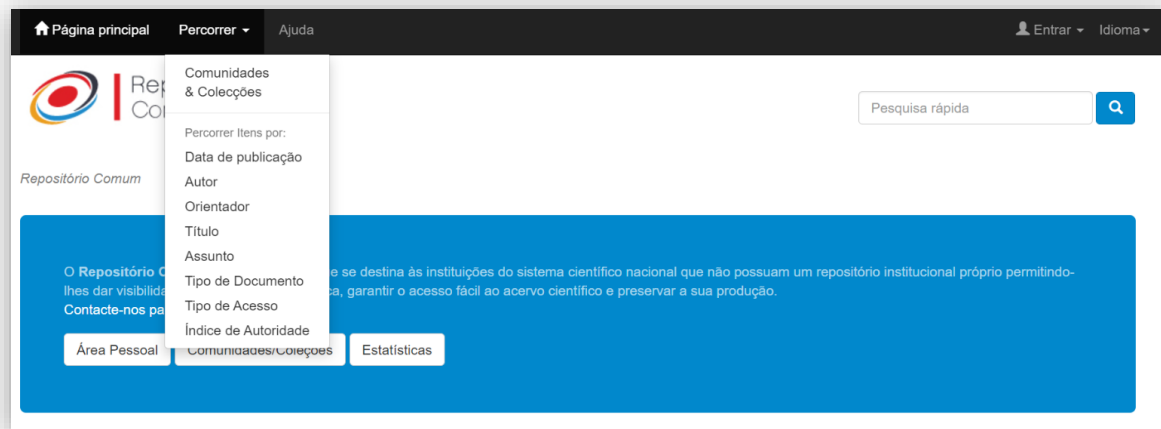 Página principal Percorrer Ajuda Entrar Idioma
Comunidades
& Colecções
Pesquisa rápida
Percorrer Itens por:
Data de publicação
Autor
Orientador
Título
Assunto
Tipo de Documento
Tipo de Acesso
Índice de Autoridade
Repositório Comum
O Repositório e se destina às instituições do sistema científico nacional que não possuam um repositório institucional próprio permitindo-
lhes dar garantir o acesso fácil ao acervo científico e preservar a sua produção.
Contacte-nos
Área Pessoal Comunidades/Coleções Estatísticas